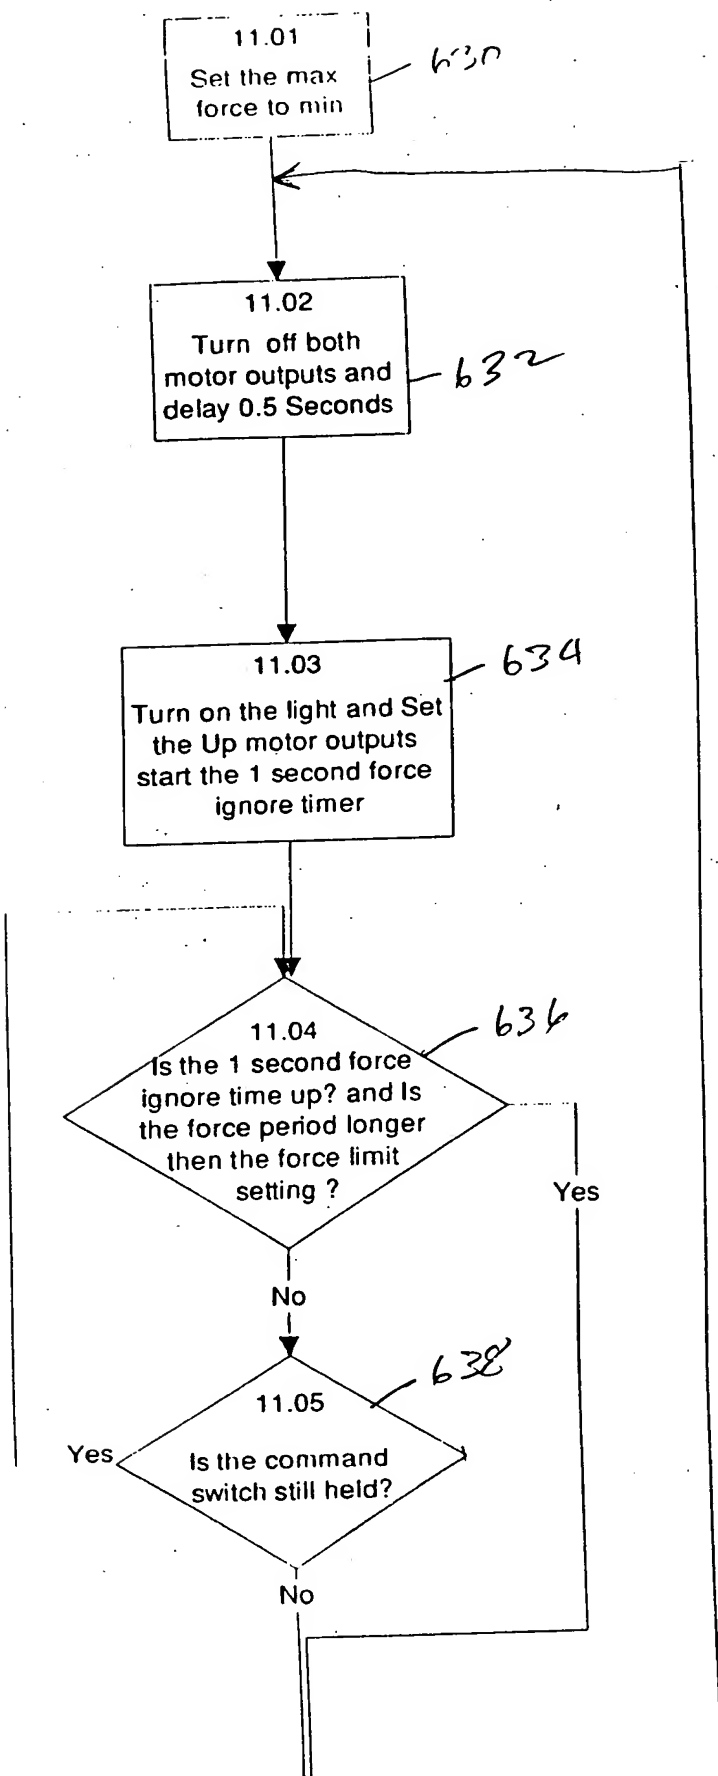 11.01
Set the max
force to min
630
11.02
Turn off both
motor outputs and
delay 0.5 Seconds
632
11.03
Turn on the light and Set
the Up motor outputs
start the 1 second force
ignore timer
634
11.04
Is the 1 second force
ignore time up? and Is
the force period longer
then the force limit
setting ?
636
Yes
No
11.05
Is the command
switch still held?
638
Yes
No